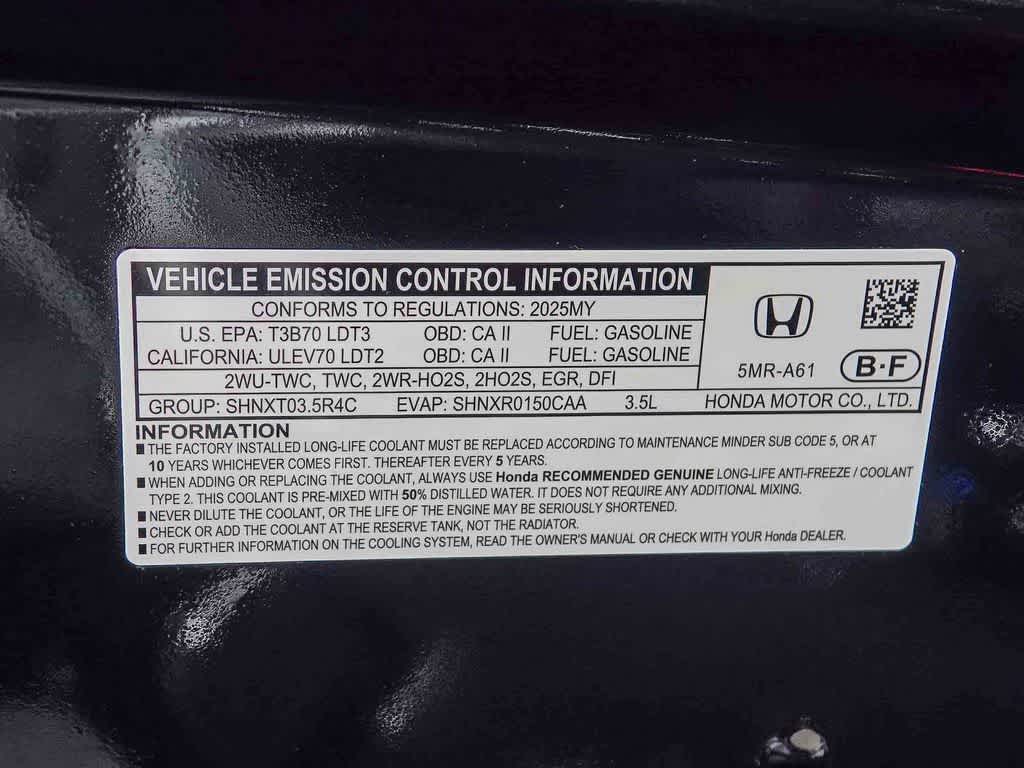 VEHICLE EMISSION CONTROL INFORMATION
CONFORMS TO REGULATIONS: 2025MY
U.S. EPA: T3B70 LDT3 OBD: CA II FUEL: GASOLINE
CALIFORNIA: ULEV70 LDT2 OBD: CA II FUEL: GASOLINE
2WU-TWC, TWC, 2WR-HO2S, 2HO2S, EGR, DFI
5MR-A61 B·F
GROUP: SHNXT03.5R4C EVAP: SHNXR0150CAA 3.5L HONDA MOTOR CO., LTD.
INFORMATION
■ THE FACTORY INSTALLED LONG-LIFE COOLANT MUST BE REPLACED ACCORDING TO MAINTENANCE MINDER SUB CODE 5, OR AT
10 YEARS WHICHEVER COMES FIRST. THEREAFTER EVERY 5 YEARS.
■ WHEN ADDING OR REPLACING THE COOLANT, ALWAYS USE Honda RECOMMENDED GENUINE LONG-LIFE ANTI-FREEZE / COOLANT
TYPE 2. THIS COOLANT IS PRE-MIXED WITH 50% DISTILLED WATER. IT DOES NOT REQUIRE ANY ADDITIONAL MIXING.
■ NEVER DILUTE THE COOLANT, OR THE LIFE OF THE ENGINE MAY BE SERIOUSLY SHORTENED.
■ CHECK OR ADD THE COOLANT AT THE RESERVE TANK, NOT THE RADIATOR.
■ FOR FURTHER INFORMATION ON THE COOLING SYSTEM, READ THE OWNER'S MANUAL OR CHECK WITH YOUR Honda DEALER.